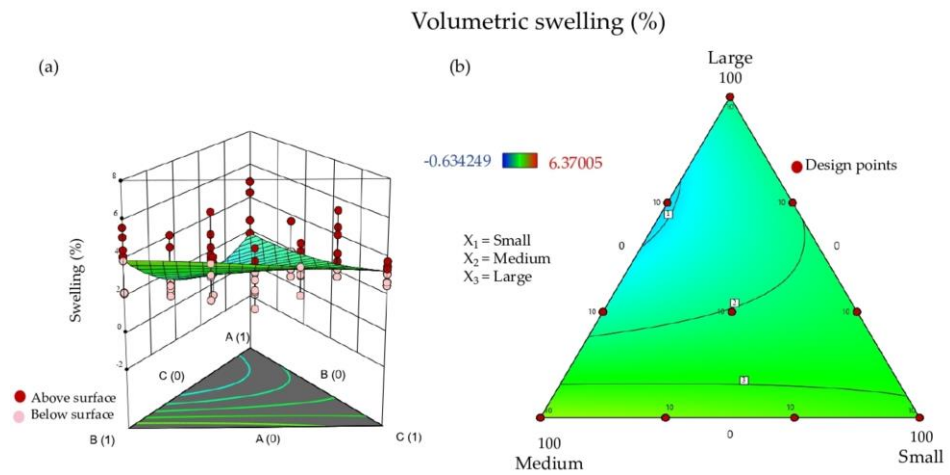 Volumetric swelling (%)
(a)
(b)
Large
100
-0.634249
6.37005
Design points
8
6
4
2
0
-2
Swelling (%)
X₁ = Small
X₂ = Medium
X₃ = Large
10
10
1
0
0
2
10
10
10
3
10
10
100
0
100
Medium
Small
A (1)
C (0)
B (0)
B (1)
A (0)
C (1)
Above surface
Below surface